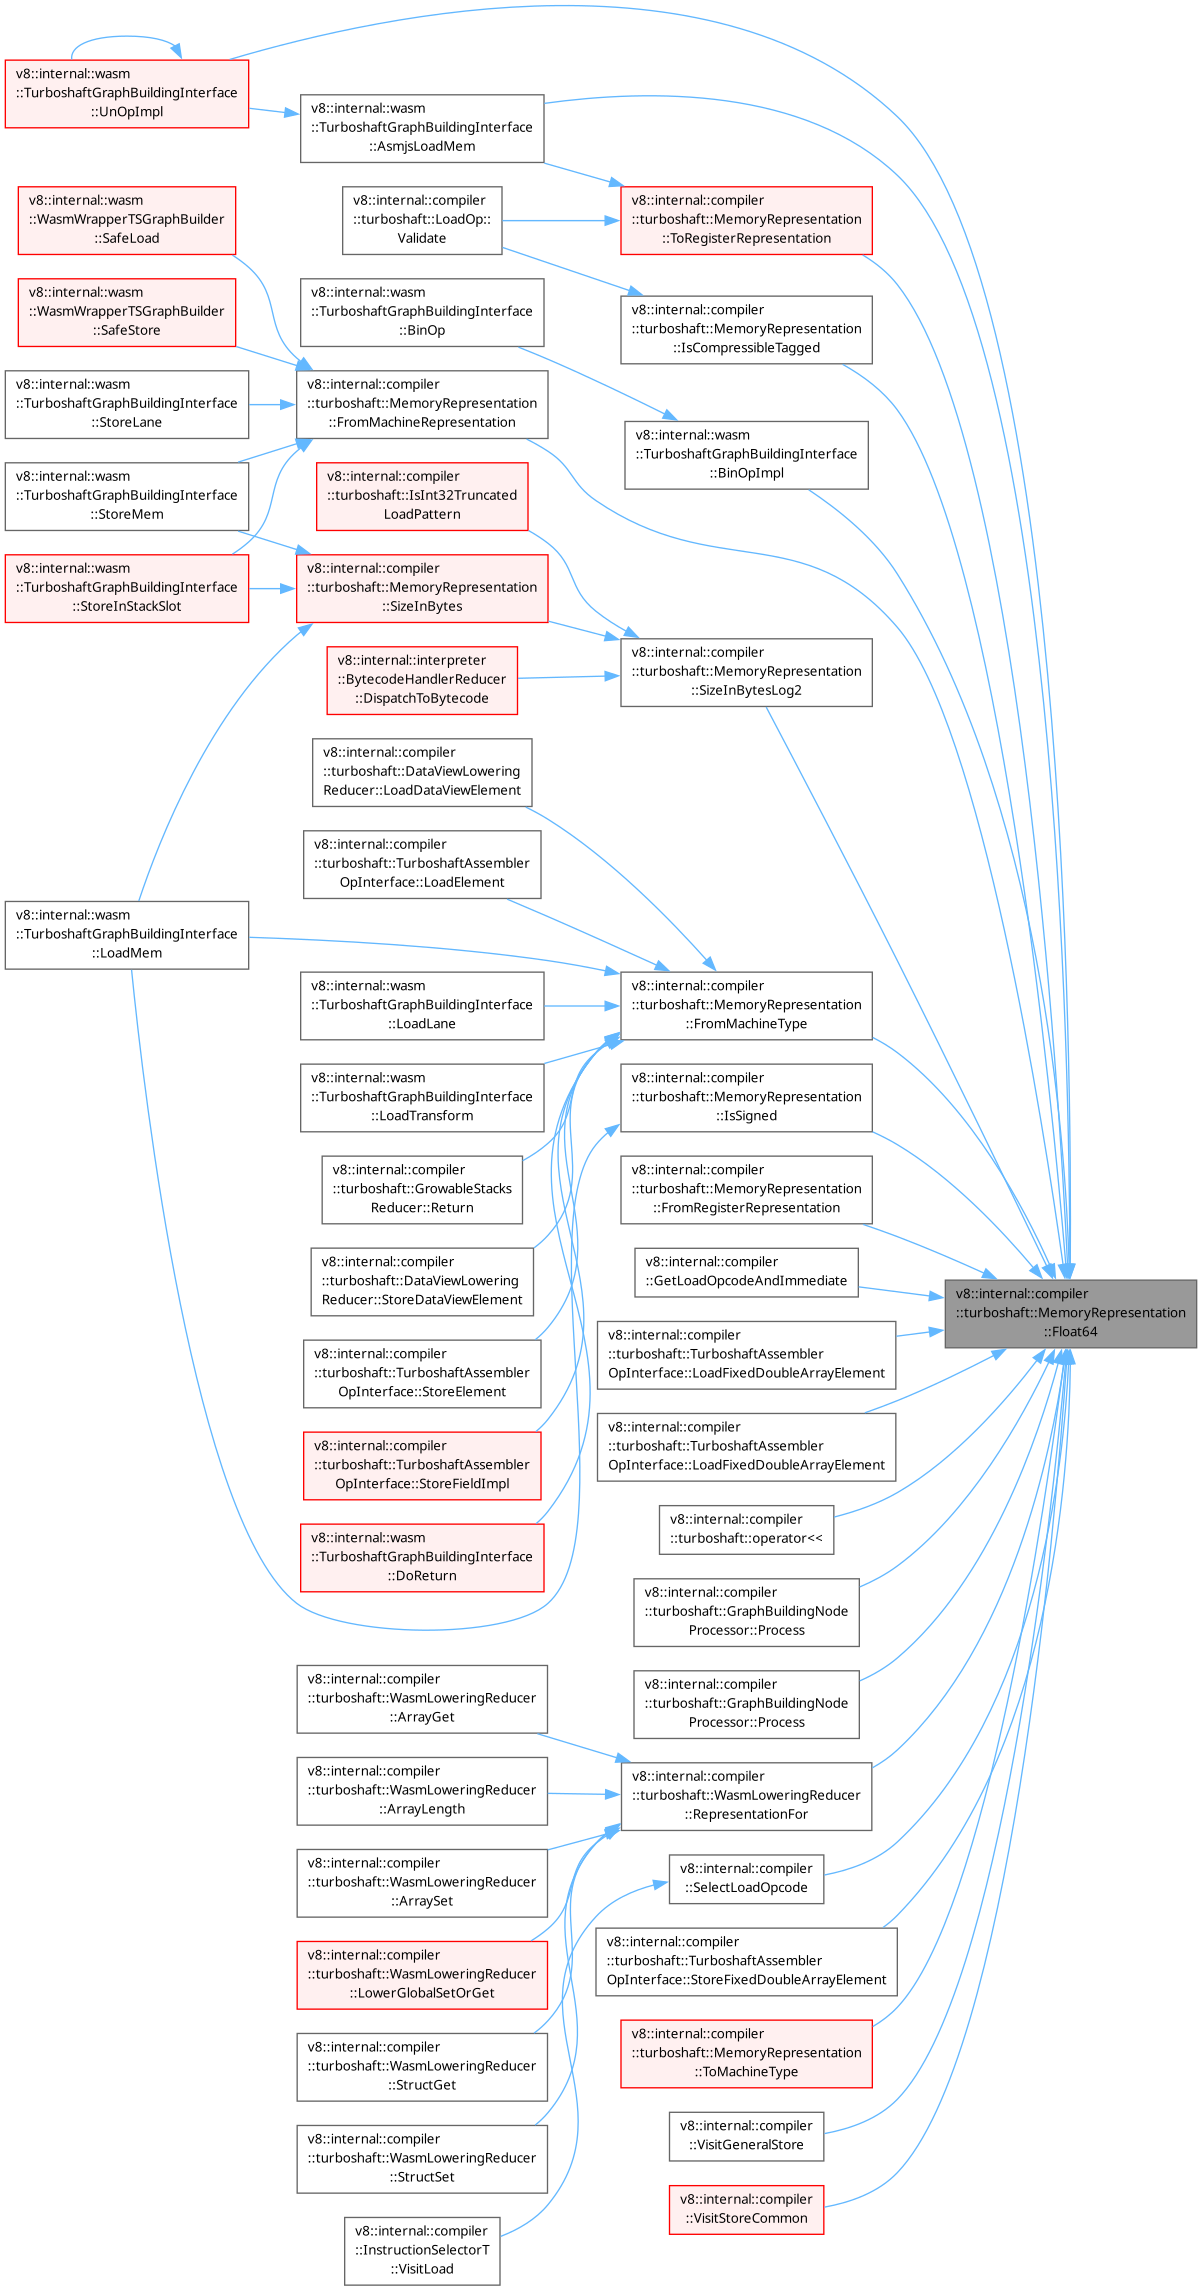 v8::internal::wasm
::TurboshaftGraphBuildingInterface
::UnOpImpl
v8::internal::wasm
::TurboshaftGraphBuildingInterface
::AsmjsLoadMem
v8::internal::wasm
::WasmWrapperTSGraphBuilder
::SafeLoad
v8::internal::compiler
::turboshaft::LoadOp::
Validate
v8::internal::compiler
::turboshaft::MemoryRepresentation
::ToRegisterRepresentation
v8::internal::wasm
::WasmWrapperTSGraphBuilder
::SafeStore
v8::internal::wasm
::TurboshaftGraphBuildingInterface
::BinOp
v8::internal::compiler
::turboshaft::MemoryRepresentation
::IsCompressibleTagged
v8::internal::wasm
::TurboshaftGraphBuildingInterface
::StoreLane
v8::internal::compiler
::turboshaft::MemoryRepresentation
::FromMachineRepresentation
v8::internal::wasm
::TurboshaftGraphBuildingInterface
::BinOpImpl
v8::internal::wasm
::TurboshaftGraphBuildingInterface
::StoreMem
v8::internal::compiler
::turboshaft::IsInt32Truncated
LoadPattern
v8::internal::wasm
::TurboshaftGraphBuildingInterface
::StoreInStackSlot
v8::internal::compiler
::turboshaft::MemoryRepresentation
::SizeInBytes
v8::internal::interpreter
::BytecodeHandlerReducer
::DispatchToBytecode
v8::internal::compiler
::turboshaft::MemoryRepresentation
::SizeInBytesLog2
v8::internal::compiler
::turboshaft::DataViewLowering
Reducer::LoadDataViewElement
v8::internal::compiler
::turboshaft::TurboshaftAssembler
OpInterface::LoadElement
v8::internal::wasm
::TurboshaftGraphBuildingInterface
::LoadMem
v8::internal::wasm
::TurboshaftGraphBuildingInterface
::LoadLane
v8::internal::compiler
::turboshaft::MemoryRepresentation
::FromMachineType
v8::internal::wasm
::TurboshaftGraphBuildingInterface
::LoadTransform
v8::internal::compiler
::turboshaft::MemoryRepresentation
::IsSigned
v8::internal::compiler
::turboshaft::GrowableStacks
Reducer::Return
v8::internal::compiler
::turboshaft::MemoryRepresentation
::FromRegisterRepresentation
v8::internal::compiler
::turboshaft::DataViewLowering
Reducer::StoreDataViewElement
v8::internal::compiler
::GetLoadOpcodeAndImmediate
v8::internal::compiler
::turboshaft::MemoryRepresentation
::Float64
v8::internal::compiler
::turboshaft::TurboshaftAssembler
OpInterface::StoreElement
v8::internal::compiler
::turboshaft::TurboshaftAssembler
OpInterface::LoadFixedDoubleArrayElement
v8::internal::compiler
::turboshaft::TurboshaftAssembler
OpInterface::StoreFieldImpl
v8::internal::compiler
::turboshaft::TurboshaftAssembler
OpInterface::LoadFixedDoubleArrayElement
v8::internal::wasm
::TurboshaftGraphBuildingInterface
::DoReturn
v8::internal::compiler
::turboshaft::operator<<
v8::internal::compiler
::turboshaft::GraphBuildingNode
Processor::Process
v8::internal::compiler
::turboshaft::WasmLoweringReducer
::ArrayGet
v8::internal::compiler
::turboshaft::GraphBuildingNode
Processor::Process
v8::internal::compiler
::turboshaft::WasmLoweringReducer
::ArrayLength
v8::internal::compiler
::turboshaft::WasmLoweringReducer
::RepresentationFor
v8::internal::compiler
::turboshaft::WasmLoweringReducer
::ArraySet
v8::internal::compiler
::SelectLoadOpcode
v8::internal::compiler
::turboshaft::WasmLoweringReducer
::LowerGlobalSetOrGet
v8::internal::compiler
::turboshaft::TurboshaftAssembler
OpInterface::StoreFixedDoubleArrayElement
v8::internal::compiler
::turboshaft::WasmLoweringReducer
::StructGet
v8::internal::compiler
::turboshaft::MemoryRepresentation
::ToMachineType
v8::internal::compiler
::turboshaft::WasmLoweringReducer
::StructSet
v8::internal::compiler
::VisitGeneralStore
v8::internal::compiler
::InstructionSelectorT
::VisitLoad
v8::internal::compiler
::VisitStoreCommon